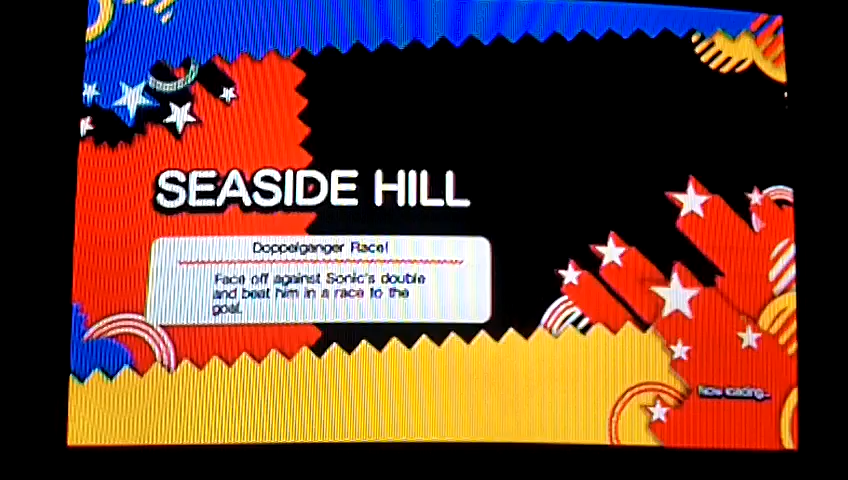 SEASIDE HILL
Doppelganger Race!
Face off against Sonic's double
and beat him in a race to the
goal.
Now loading...